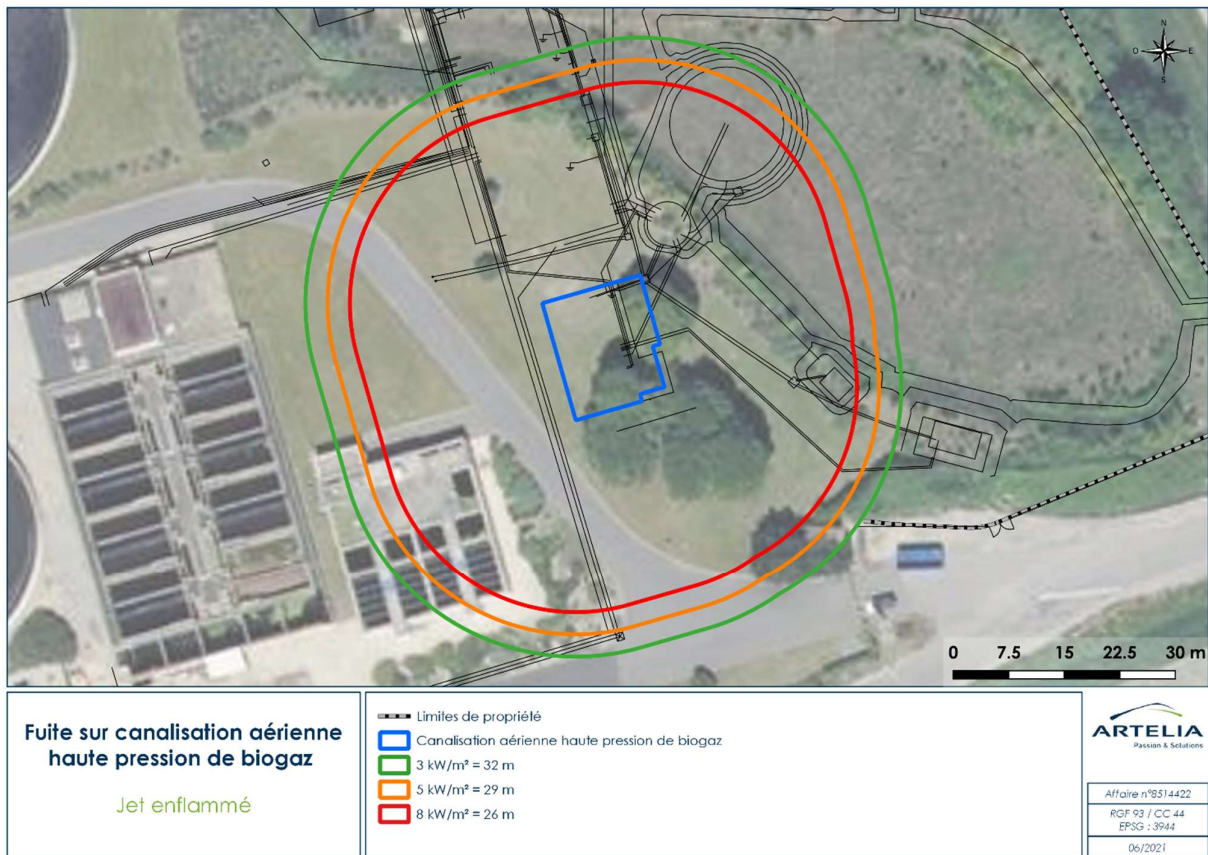 N
O
E
S
0 7.5 15 22.5 30 m
Fuite sur canalisation aérienne
haute pression de biogaz
Jet enflammé
Limites de propriété
Canalisation aérienne haute pression de biogaz
3 kW/m² = 32 m
5 kW/m² = 29 m
8 kW/m² = 26 m
ARTELIA
Passion & Solutions
Affaire n°8514422
RGF 93 / CC 44
EPSG : 3944
06/2021